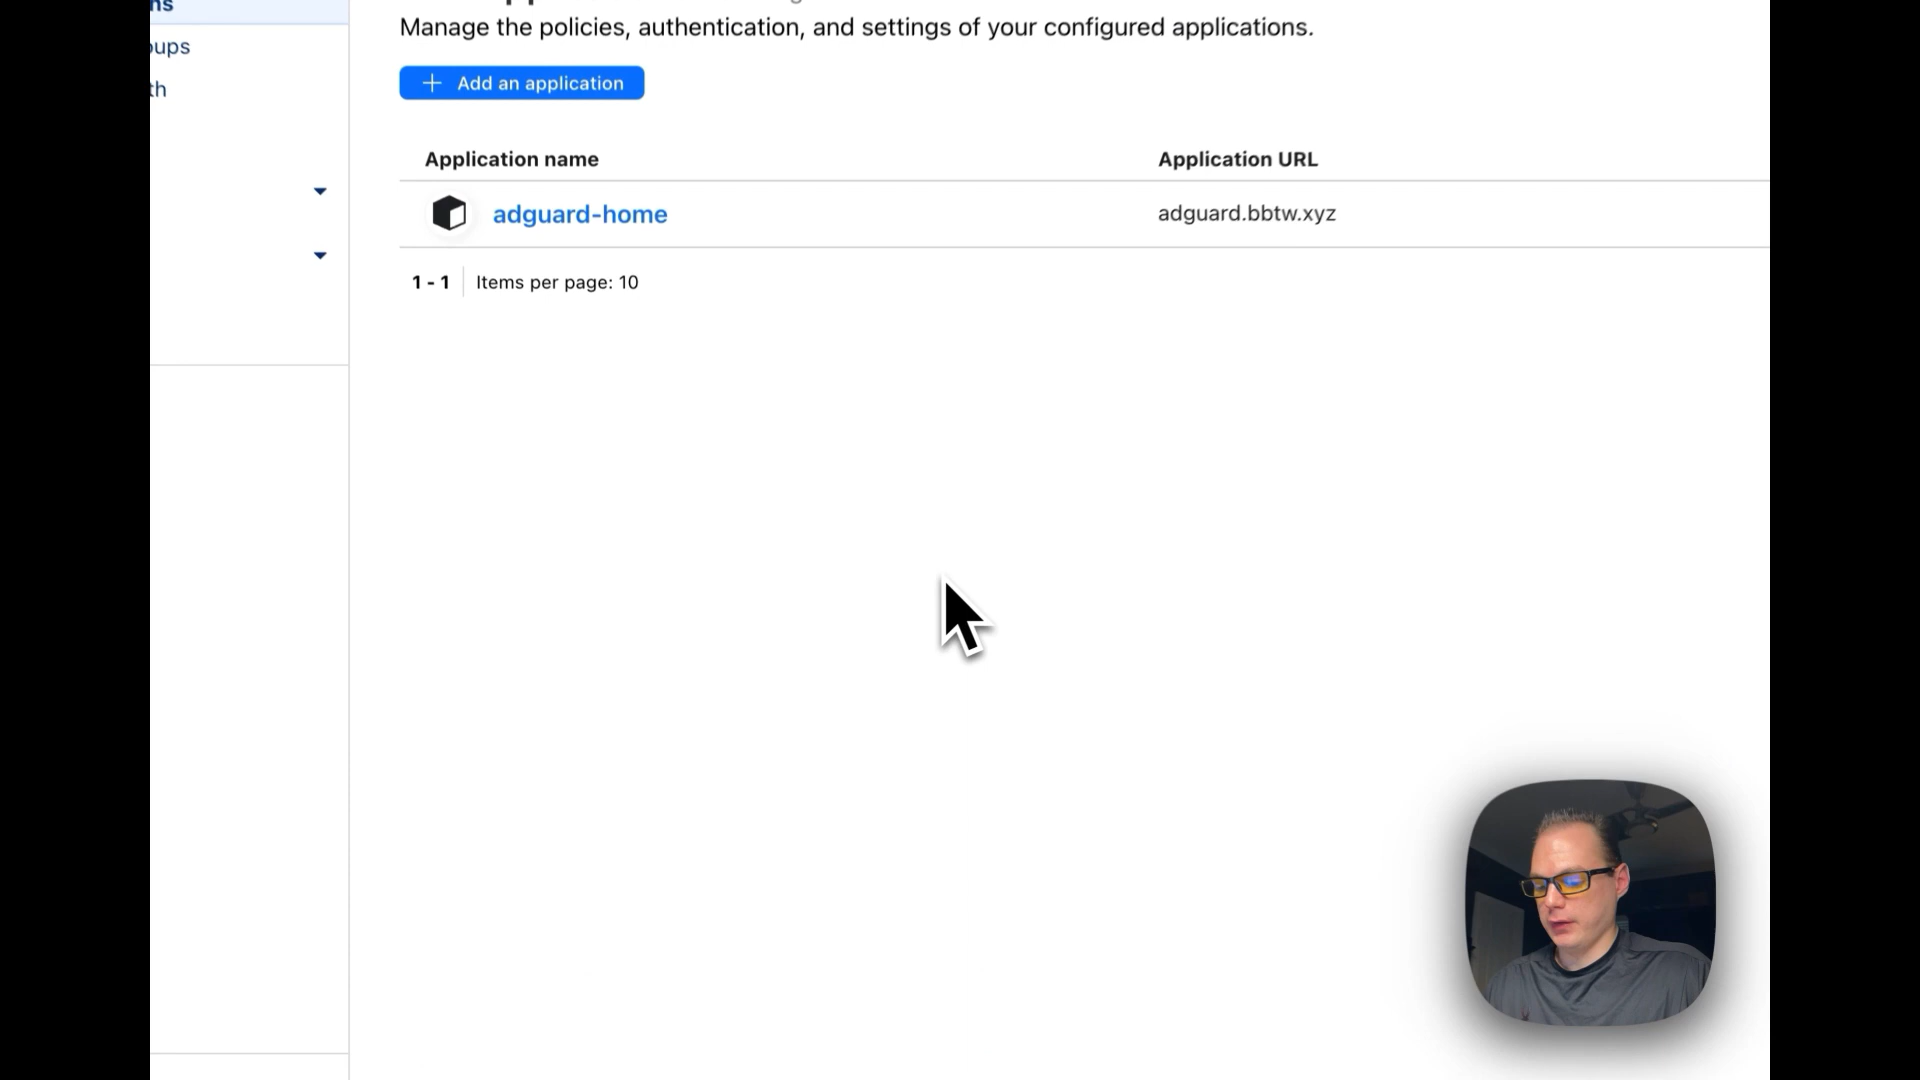 Manage the policies, authentication, and settings of your configured applications.
Add an application
Application name
Application URL
adguard-home
adguard.bbtw.xyz
1 - 1
Items per page: 10